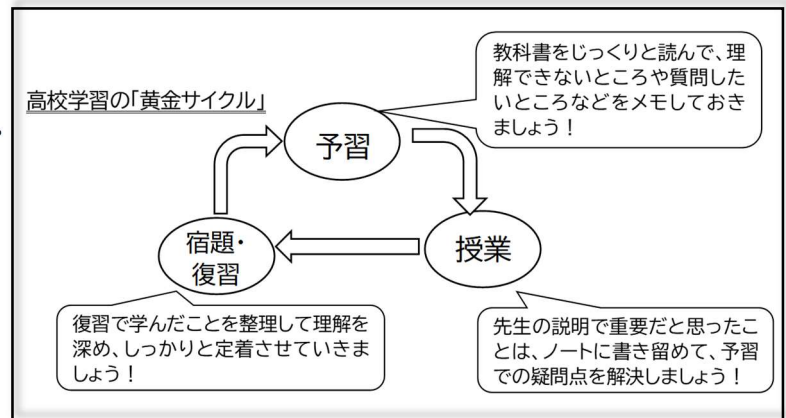 高校学習の「黄金サイクル」
教科書をじっくりと読んで、理
解できないところや質問した
いところなどをメモしておき
ましょう！
予習
授業
宿題・
復習
復習で学んだことを整理して理解を
深め、しっかりと定着させていきま
しょう！
先生の説明で重要だと思ったこ
とは、ノートに書き留めて、予習
での疑問点を解決しましょう！